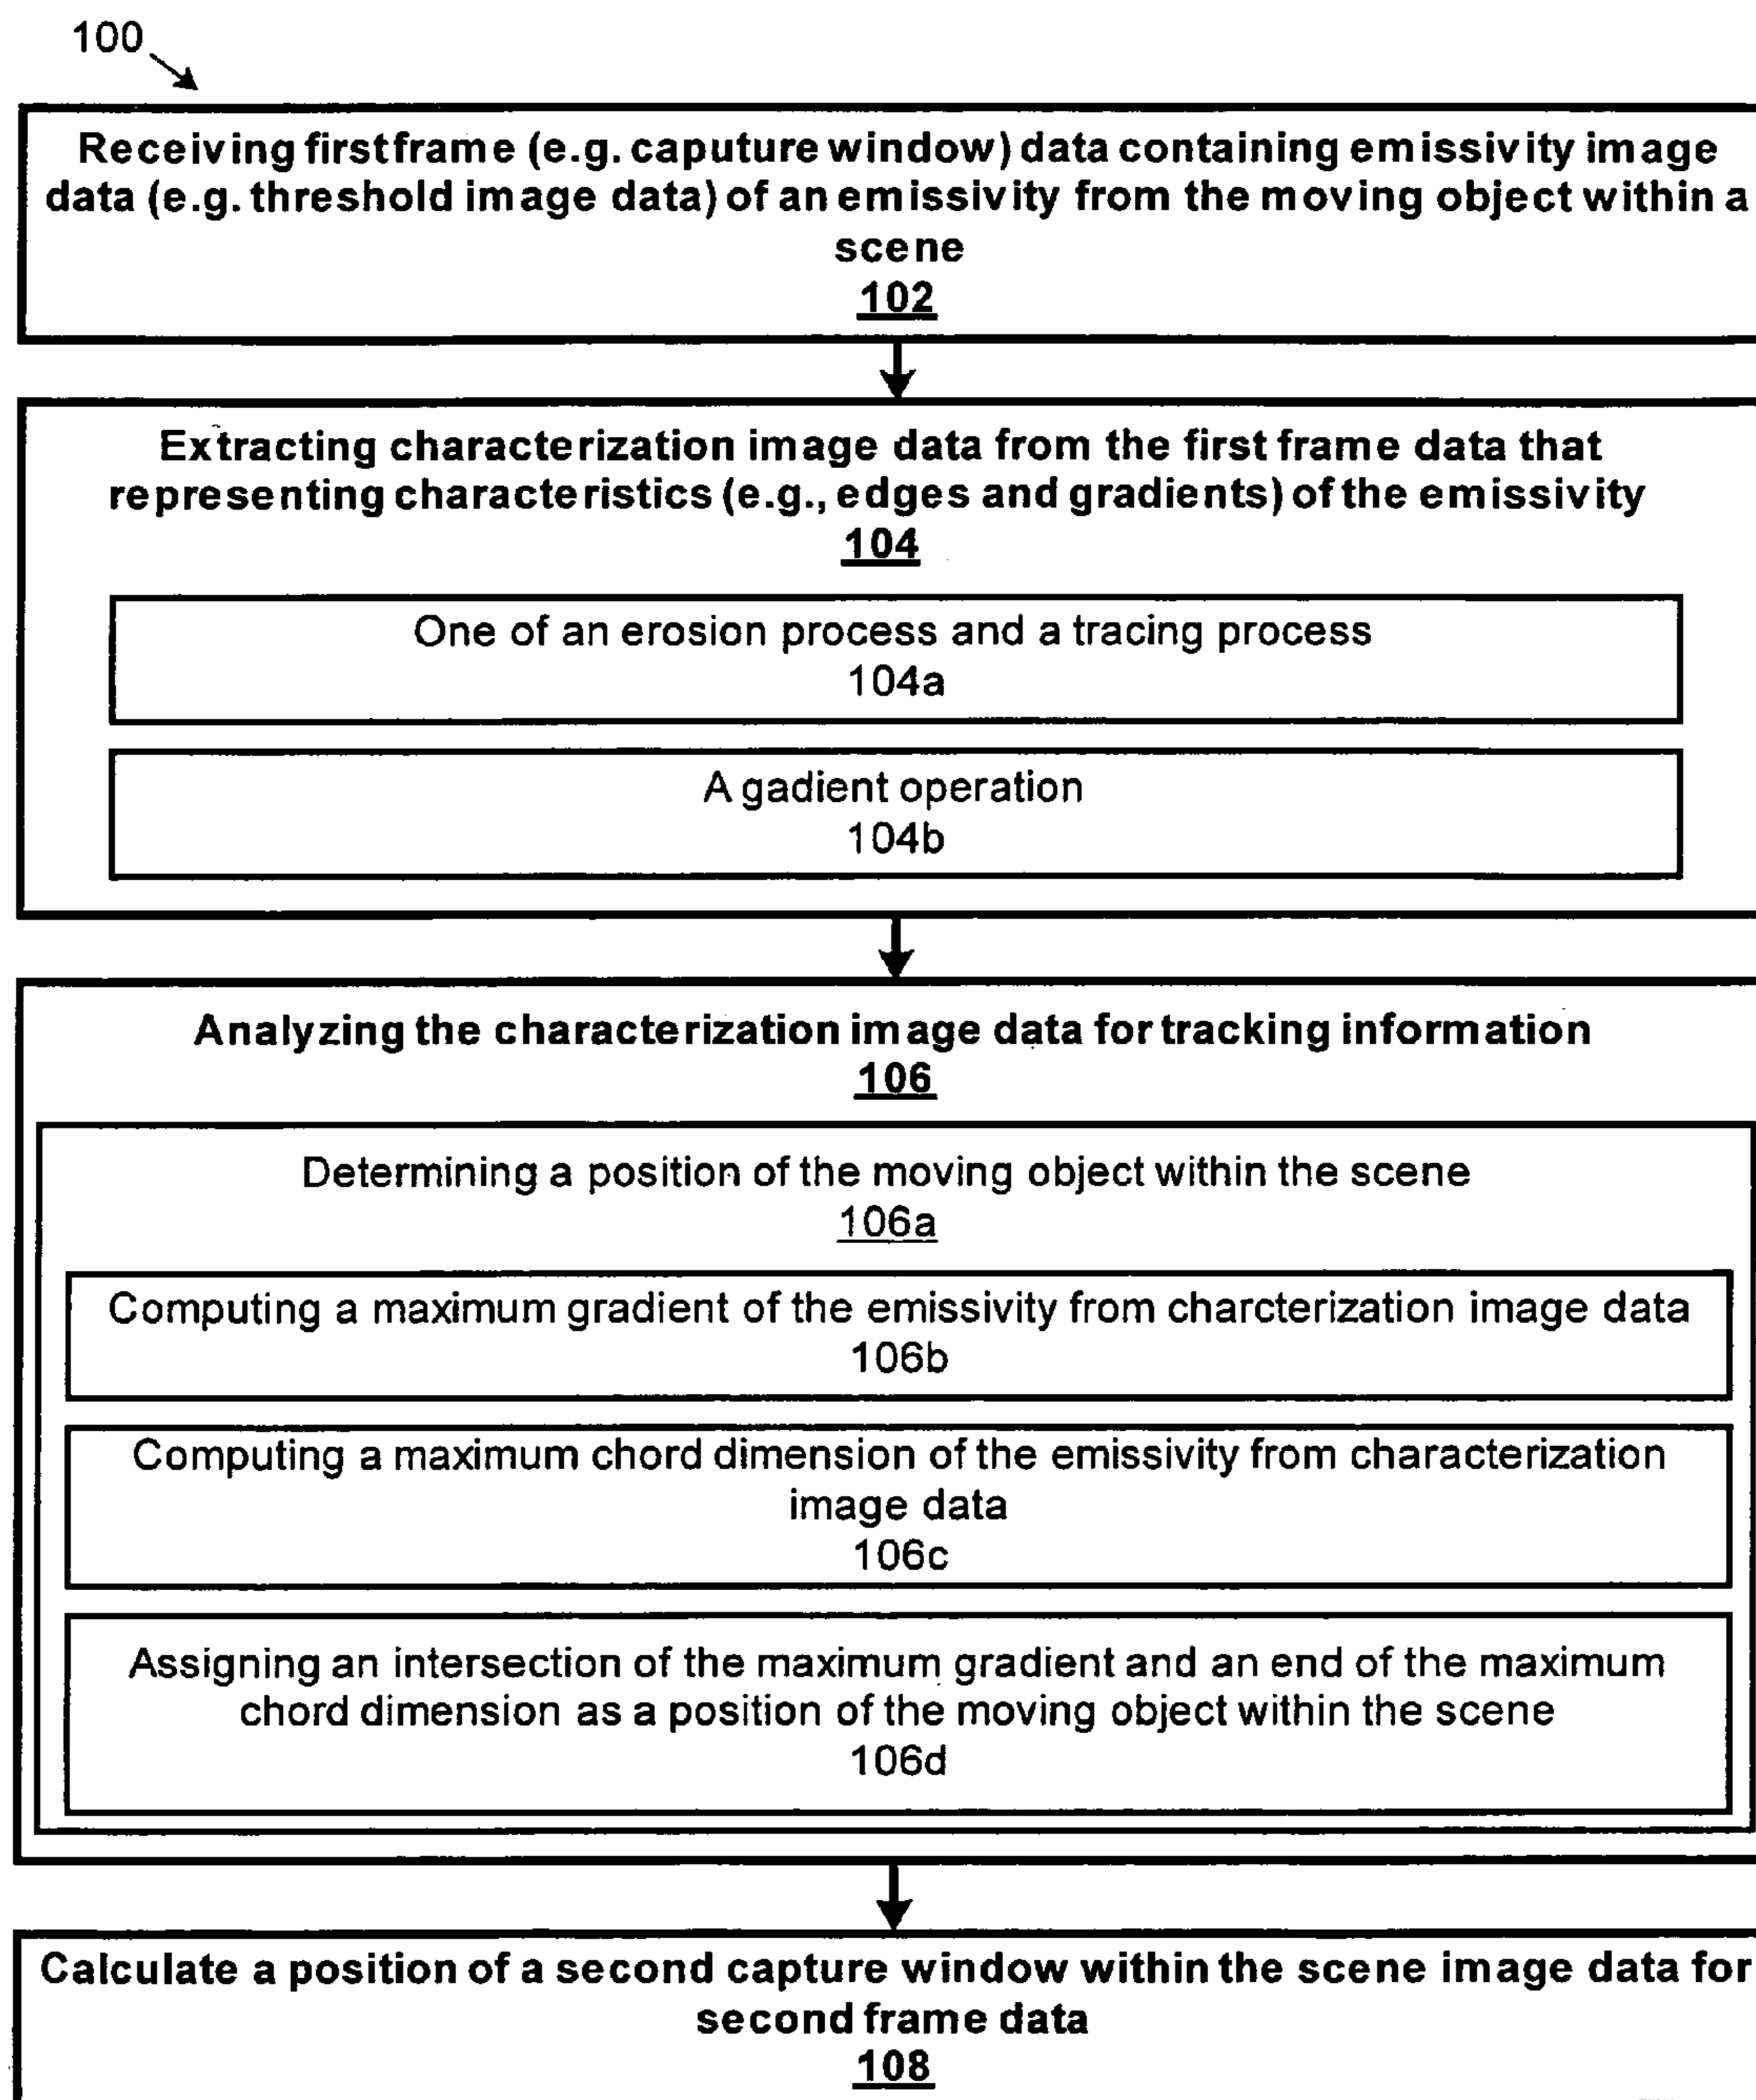 100
Receiving first frame (e.g. caputure window) data containing emissivity image
data (e.g. threshold image data) of an emissivity from the moving object within a
scene
102
Extracting characterization image data from the first frame data that
representing characteristics (e.g., edges and gradients) of the emissivity
104
One of an erosion process and a tracing process
104a
A gadient operation
104b
Analyzing the characterization image data for tracking information
106
Determining a position of the moving object within the scene
106a
Computing a maximum gradient of the emissivity from charcterization image data
106b
Computing a maximum chord dimension of the emissivity from characterization
image data
106c
Assigning an intersection of the maximum gradient and an end of the maximum
chord dimension as a position of the moving object within the scene
106d
Calculate a position of a second capture window within the scene image data for
second frame data
108